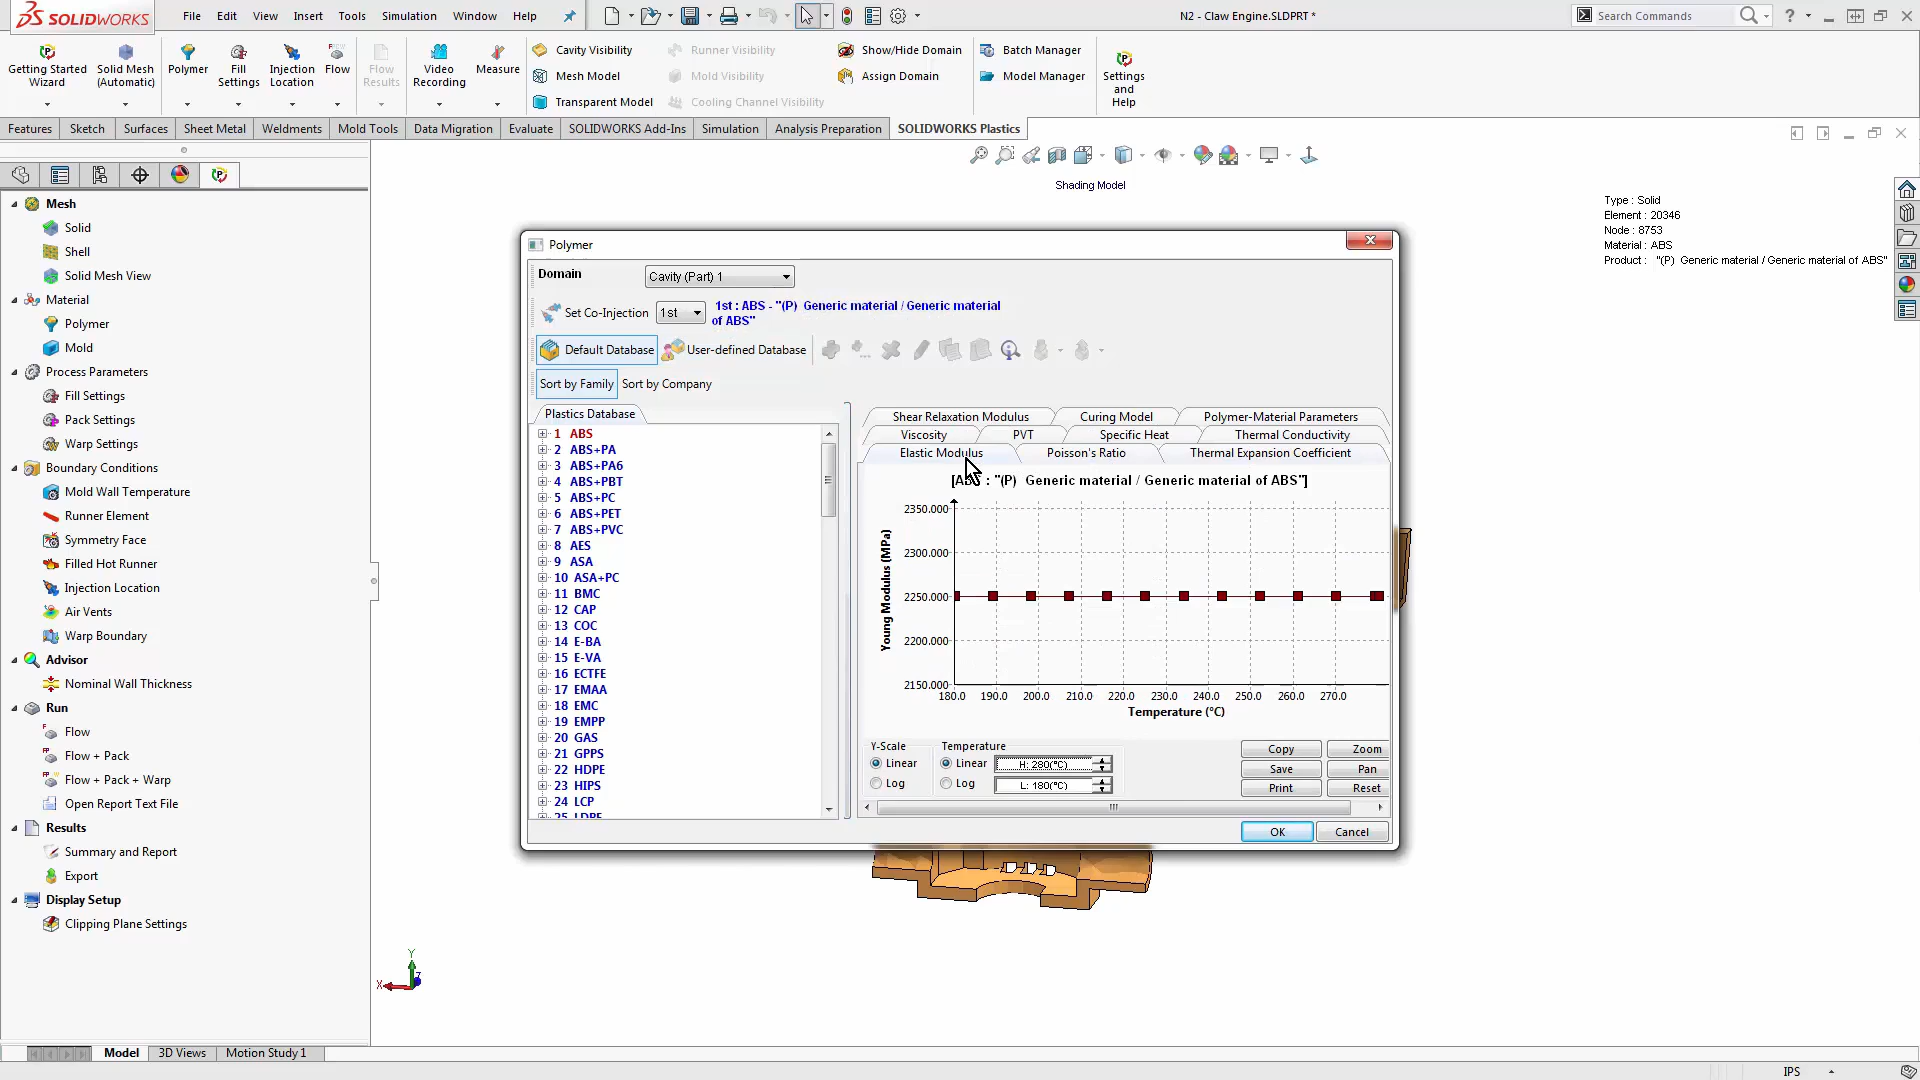 SOLIDWORKS
File Edit View Insert Tools Simulation Window Help
N2 - Claw Engine.SLDPRT *
Search Commands
Getting Started Wizard
Solid Mesh (Automatic)
Polymer
Fill Settings
Injection Location
Flow
Flow Results
Video Recording
Measure
Cavity Visibility
Mesh Model
Transparent Model
Runner Visibility
Mold Visibility
Cooling Channel Visibility
Show/Hide Domain
Assign Domain
Batch Manager
Model Manager
Settings and Help
Features Sketch Surfaces Sheet Metal Weldments Mold Tools Data Migration Evaluate SOLIDWORKS Add-Ins Simulation Analysis Preparation SOLIDWORKS Plastics
Shading Model
Type : Solid
Element : 20346
Node : 8753
Material : ABS
Product : "(P) Generic material / Generic material of ABS"
Mesh
Solid
Shell
Solid Mesh View
Material
Polymer
Mold
Process Parameters
Fill Settings
Pack Settings
Warp Settings
Boundary Conditions
Mold Wall Temperature
Runner Element
Symmetry Face
Filled Hot Runner
Injection Location
Air Vents
Warp Boundary
Advisor
Nominal Wall Thickness
Run
Flow
Flow + Pack
Flow + Pack + Warp
Open Report Text File
Results
Summary and Report
Export
Display Setup
Clipping Plane Settings
Polymer
Domain Cavity (Part) 1
Set Co-Injection 1st 1st : ABS - "(P) Generic material / Generic material
of ABS"
Default Database User-defined Database
Sort by Family Sort by Company
Plastics Database
1 ABS
2 ABS+PA
3 ABS+PA6
4 ABS+PBT
5 ABS+PC
6 ABS+PET
7 ABS+PVC
8 AES
9 ASA
10 ASA+PC
11 BMC
12 CAP
13 COC
14 E-BA
15 E-VA
16 ECTFE
17 EMAA
18 EMC
19 EMPP
20 GAS
21 GPPS
22 HDPE
23 HIPS
24 LCP
25 LDPE
Shear Relaxation Modulus Curing Model Polymer-Material Parameters
Viscosity PVT Specific Heat Thermal Conductivity
Elastic Modulus Poisson's Ratio Thermal Expansion Coefficient
[ABS : "(P) Generic material / Generic material of ABS"]
Young Modulus (MPa)
2350.000
2300.000
2250.000
2200.000
2150.000
180.0 190.0 200.0 210.0 220.0 230.0 240.0 250.0 260.0 270.0
Temperature (°C)
Y-Scale
Linear
Log
Temperature
Linear H: 280(°C)
Log L: 180(°C)
Copy Zoom
Save Pan
Print Reset
OK Cancel
Y
X
Z
Model 3D Views Motion Study 1
IPS